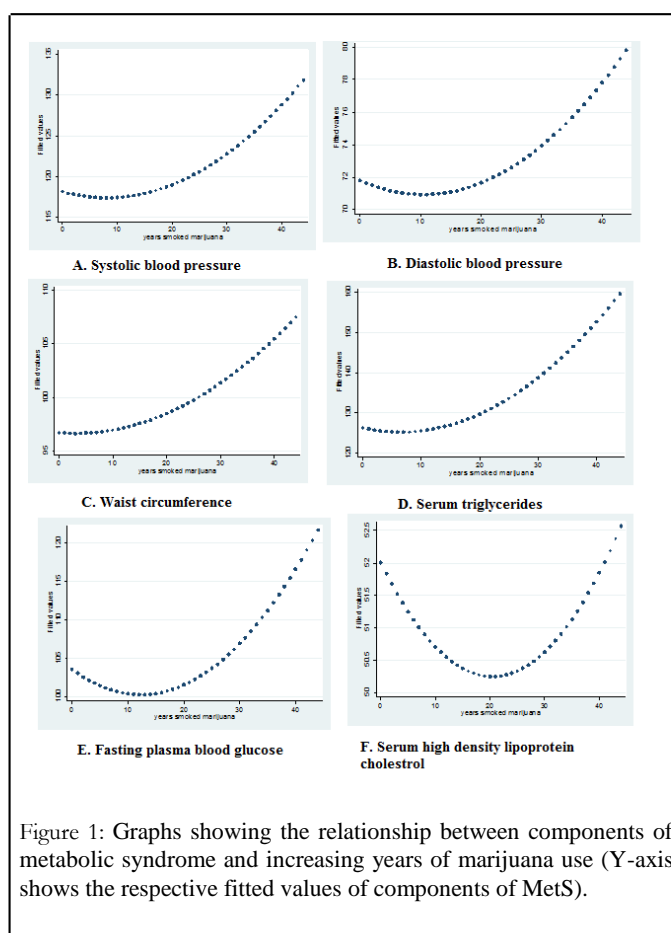 135
130
125
120
115
Fitted values
0 10 20 30 40
years smoked marijuana
A. Systolic blood pressure
80
78
76
74
72
70
Fitted values
0 10 20 30 40
years smoked marijuana
B. Diastolic blood pressure
110
105
100
95
Fitted values
0 10 20 30 40
years smoked marijuana
C. Waist circumference
160
150
140
130
120
Fitted values
0 10 20 30 40
years smoked marijuana
D. Serum triglycerides
120
115
110
105
100
Fitted values
0 10 20 30 40
years smoked marijuana
E. Fasting plasma blood glucose
52.5
52
51.5
51
50.5
50
Fitted values
0 10 20 30 40
years smoked marijuana
F. Serum high density lipoprotein
cholestrol
Figure 1: Graphs showing the relationship between components of
metabolic syndrome and increasing years of marijuana use (Y-axis
shows the respective fitted values of components of MetS).